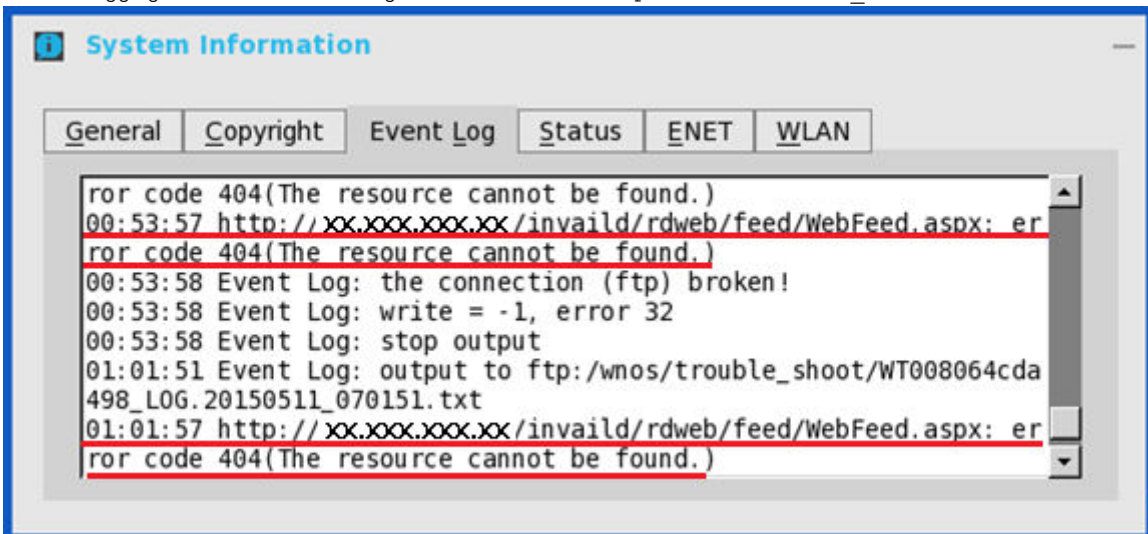 System Information
General Copyright Event Log Status ENET WLAN
ror code 404(The resource cannot be found.)
00:53:57 http://xx.xxx.xxx.xx/invaild/rdweb/feed/WebFeed.aspx: er
ror code 404(The resource cannot be found.)
00:53:58 Event Log: the connection (ftp) broken!
00:53:58 Event Log: write = -1, error 32
00:53:58 Event Log: stop output
01:01:51 Event Log: output to ftp:/wnos/trouble_shoot/WT008064cda
498_LOG.20150511_070151.txt
01:01:57 http://xx.xxx.xxx.xx/invaild/rdweb/feed/WebFeed.aspx: er
ror code 404(The resource cannot be found.)